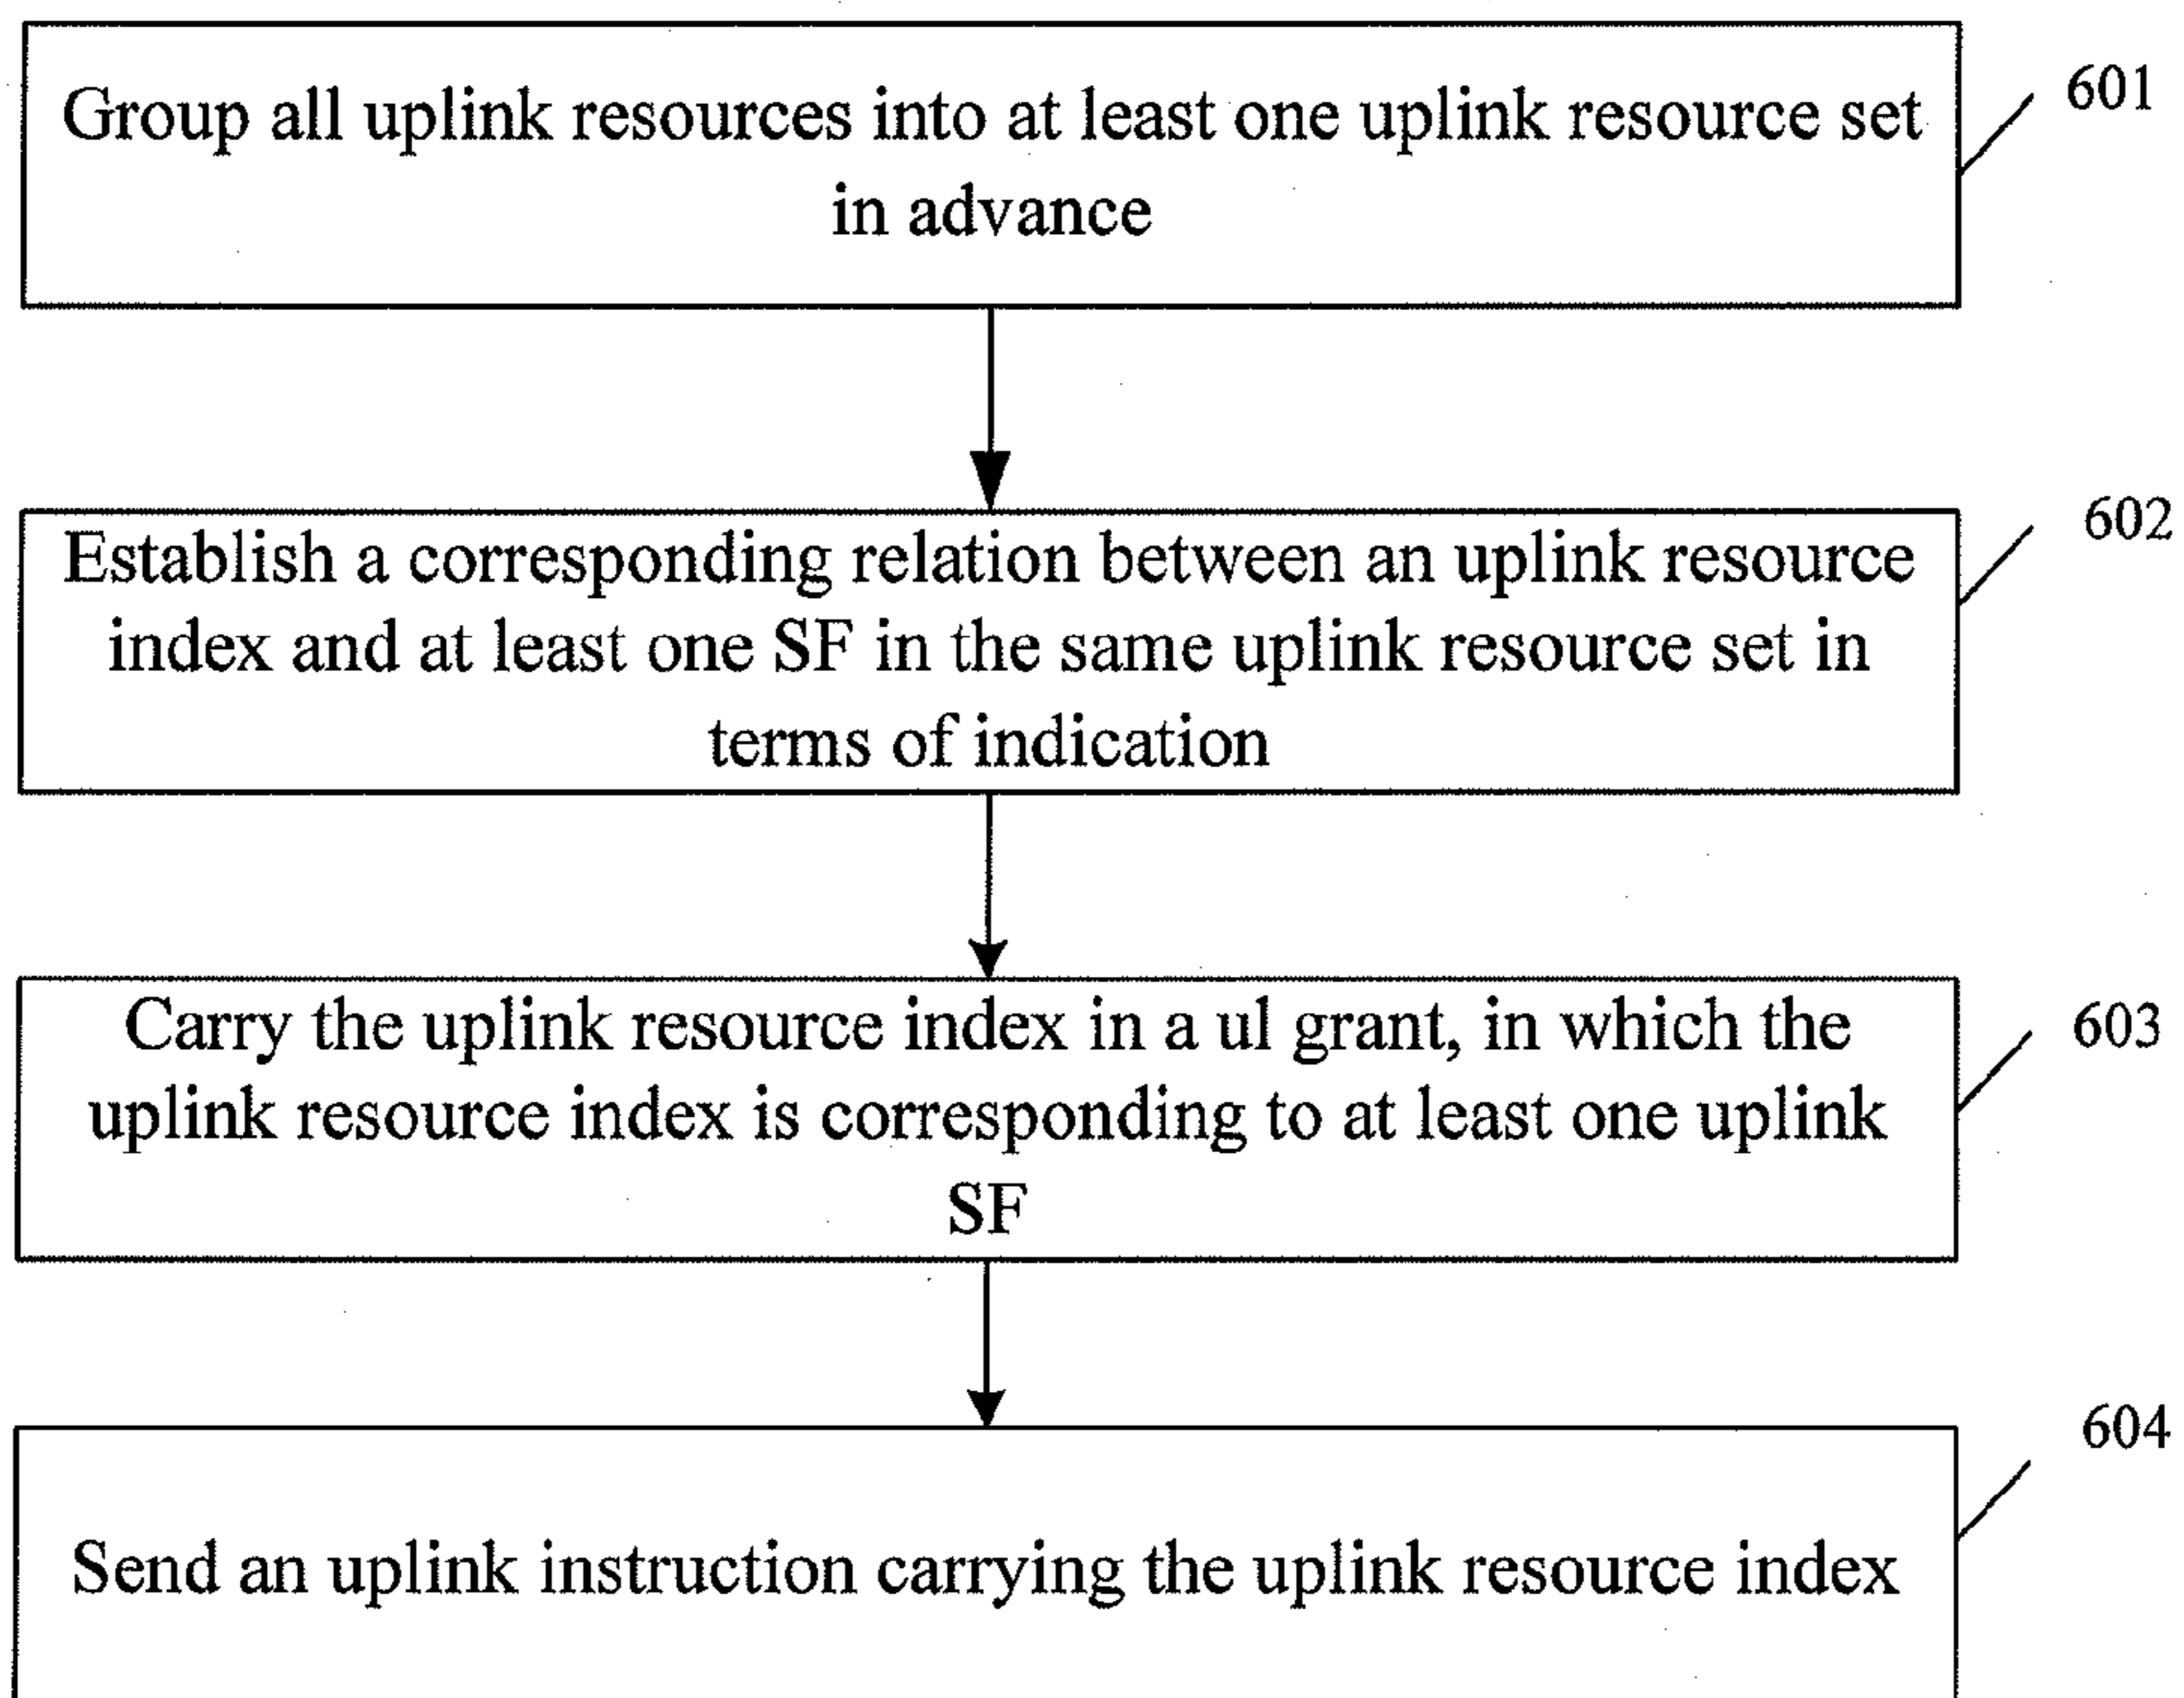 Group all uplink resources into at least one uplink resource set
in advance
601
Establish a corresponding relation between an uplink resource
index and at least one SF in the same uplink resource set in
terms of indication
602
Carry the uplink resource index in a ul grant, in which the
uplink resource index is corresponding to at least one uplink
SF
603
Send an uplink instruction carrying the uplink resource index
604